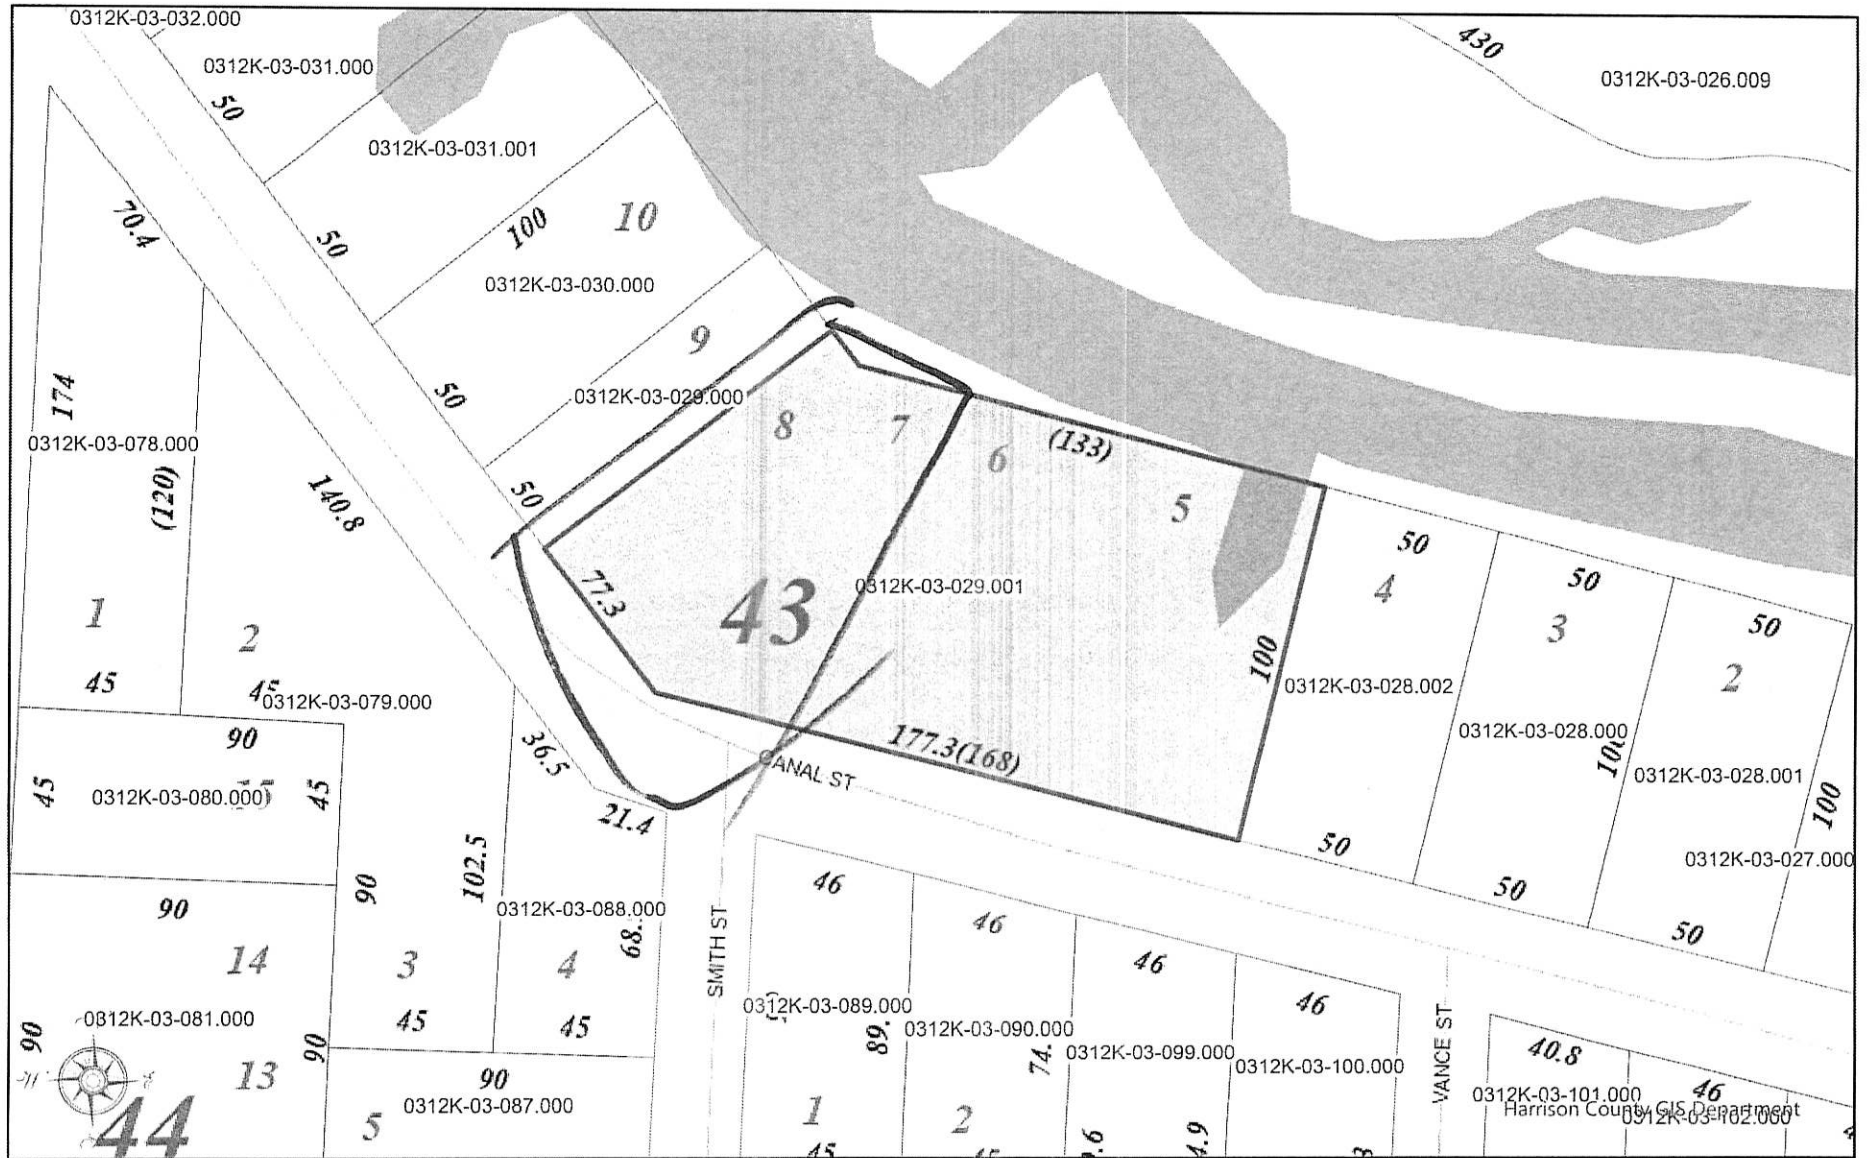 0312K-03-032.000
430
0312K-03-031.000
0312K-03-026.009
50
0312K-03-031.001
70.4
50
100
10
0312K-03-030.000
9
174
50
0312K-03-029.000
8
7
6
(133)
0312K-03-078.000
(120)
140.8
50
5
50
4
50
3
50
2
77.3
43
0312K-03-029.001
1
2
100
0312K-03-028.002
45
45
0312K-03-079.000
90
36.5
177.3(168)
0312K-03-028.000
CANAL ST
0312K-03-028.001
45
0312K-03-080.000
45
21.4
100
50
0312K-03-027.000
102.5
46
50
90
90
0312K-03-088.000
46
50
SMITH ST
14
3
4
46
46
0312K-03-089.000
0312K-03-081.000
45
45
89.
0312K-03-090.000
VANCE ST
90
90
74.
0312K-03-099.000
40.8
0312K-03-100.000
13
90
0312K-03-101.000
46
0312K-03-087.000
Harrison County GIS Department
0312K-03-102.000
44
5
1
2